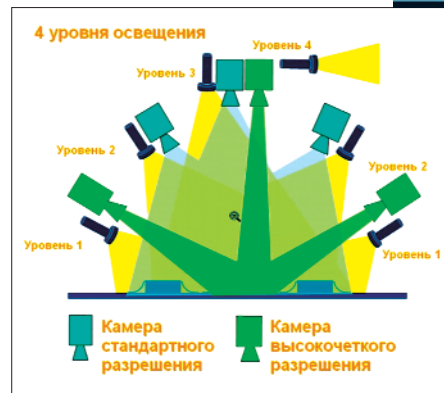 4 уровня освещения
Уровень 4
Уровень 3
Уровень 2
Уровень 2
Уровень 1
Уровень 1
Камера
стандартного
разрешения
Камера
высокочеткого
разрешения